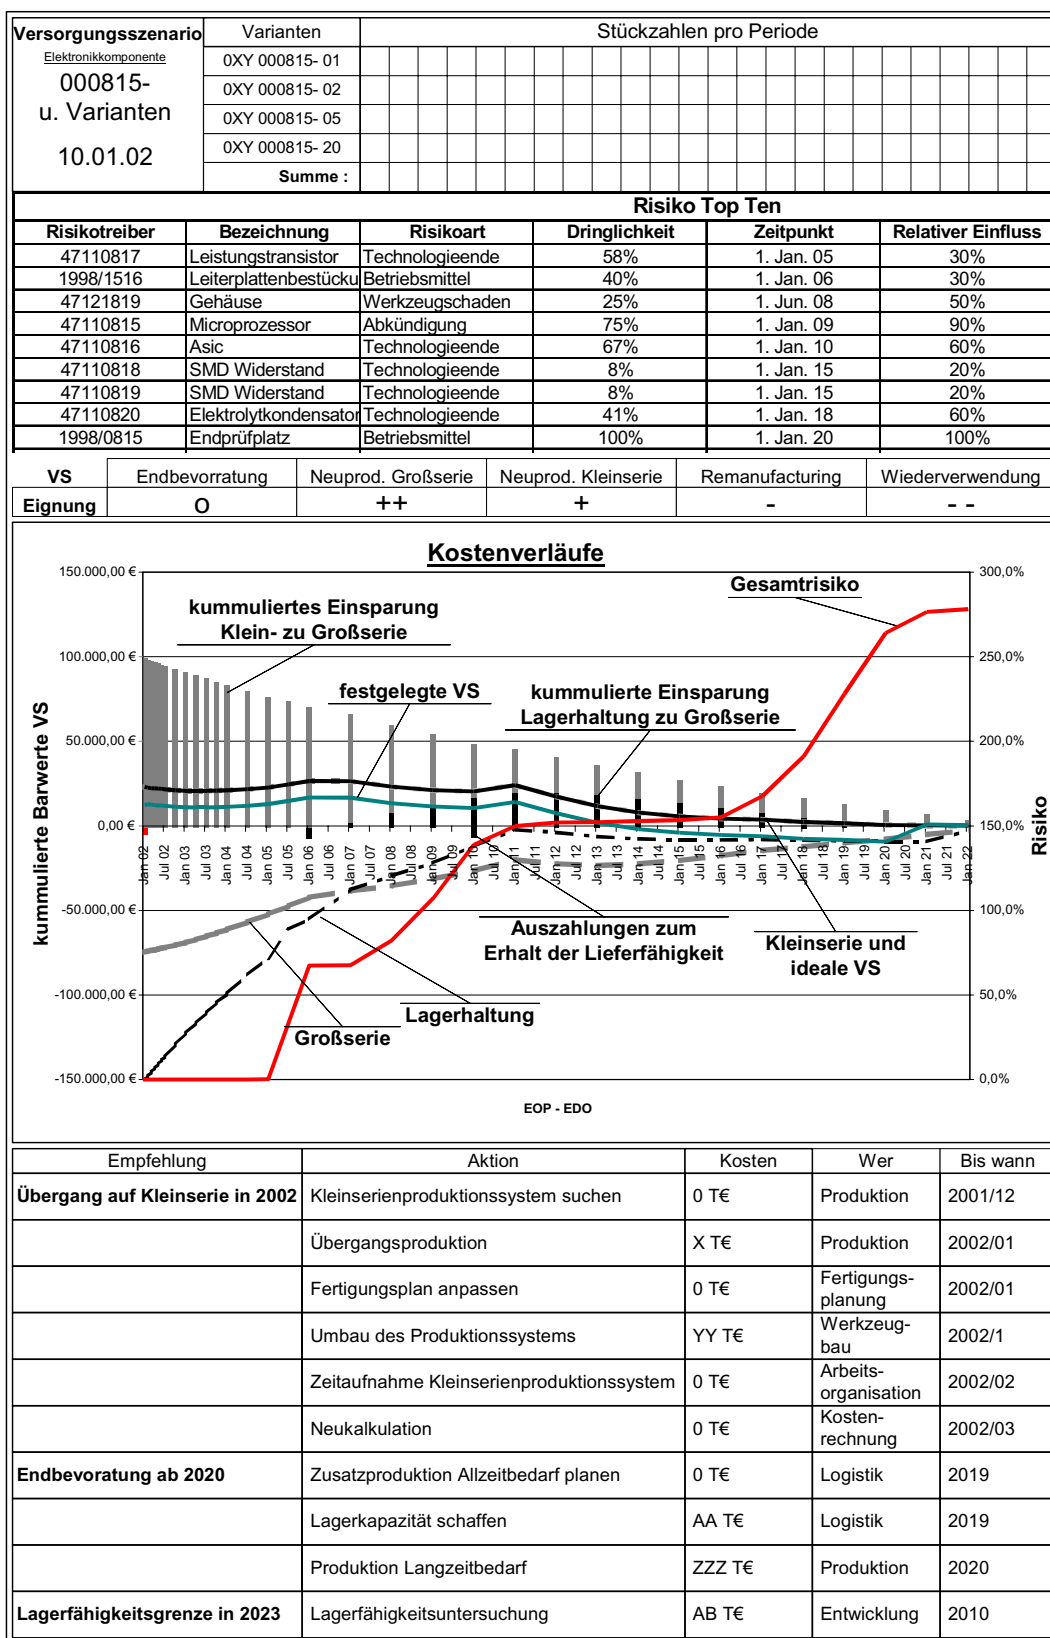 Versorgungsszenario Varianten Stückzahlen pro Periode
Elektronikkomponente
000815-
u. Varianten
10.01.02
0XY 000815- 01
0XY 000815- 02
0XY 000815- 05
0XY 000815- 20
Summe :
Risiko Top Ten
Risikotreiber Bezeichnung Risikoart Dringlichkeit Zeitpunkt Relativer Einfluss
47110817 Leistungstransistor Technologieende 58% 1. Jan. 05 30%
1998/1516 Leiterplattenbestücku Betriebsmittel 40% 1. Jan. 06 30%
47121819 Gehäuse Werkzeugschaden 25% 1. Jun. 08 50%
47110815 Microprozessor Abkündigung 75% 1. Jan. 09 90%
47110816 Asic Technologieende 67% 1. Jan. 10 60%
47110818 SMD Widerstand Technologieende 8% 1. Jan. 15 20%
47110819 SMD Widerstand Technologieende 8% 1. Jan. 15 20%
47110820 Elektrolytkondensator Technologieende 41% 1. Jan. 18 60%
1998/0815 Endprüfplatz Betriebsmittel 100% 1. Jan. 20 100%
VS Endbevorratung Neuprod. Großserie Neuprod. Kleinserie Remanufacturing Wiederverwendung
Eignung o ++ + - - -
Kostenverläufe
kummulierte Barwerte VS
150.000,00 €
100.000,00 €
50.000,00 €
0,00 €
-50.000,00 €
-100.000,00 €
-150.000,00 €
300,0%
250,0%
200,0%
150,0%
100,0%
50,0%
0,0%
Risiko
Gesamtrisiko
kummuliertes Einsparung
Klein- zu Großserie
festgelegte VS
kummulierte Einsparung
Lagerhaltung zu Großserie
Jan 02 Jul 02 Jan 03 Jul 03 Jan 04 Jul 04 Jan 05 Jul 05 Jan 06 Jul 06 Jan 07 Jul 07 Jan 08 Jul 08 Jan 09 Jul 09 Jan 10 Jul 10 Jan 11 Jul 11 Jan 12 Jul 12 Jan 13 Jul 13 Jan 14 Jul 14 Jan 15 Jul 15 Jan 16 Jul 16 Jan 17 Jul 17 Jan 18 Jul 18 Jan 19 Jul 19 Jan 20 Jul 20 Jan 21 Jul 21 Jan 22
Auszahlungen zum
Erhalt der Lieferfähigkeit
Kleinserie und
ideale VS
Lagerhaltung
Großserie
EOP - EDO
Empfehlung Aktion Kosten Wer Bis wann
Übergang auf Kleinserie in 2002 Kleinserienproduktionssystem suchen 0 T€ Produktion 2001/12
Übergangsproduktion X T€ Produktion 2002/01
Fertigungsplan anpassen 0 T€ Fertigungs-
planung 2002/01
Umbau des Produktionssystems YY T€ Werkzeug-
bau 2002/1
Zeitaufnahme Kleinserienproduktionssystem 0 T€ Arbeits-
organisation 2002/02
Neukalkulation 0 T€ Kosten-
rechnung 2002/03
Endbevoratung ab 2020 Zusatzproduktion Allzeitbedarf planen 0 T€ Logistik 2019
Lagerkapazität schaffen AA T€ Logistik 2019
Produktion Langzeitbedarf ZZZ T€ Produktion 2020
Lagerfähigkeitsgrenze in 2023 Lagerfähigkeitsuntersuchung AB T€ Entwicklung 2010